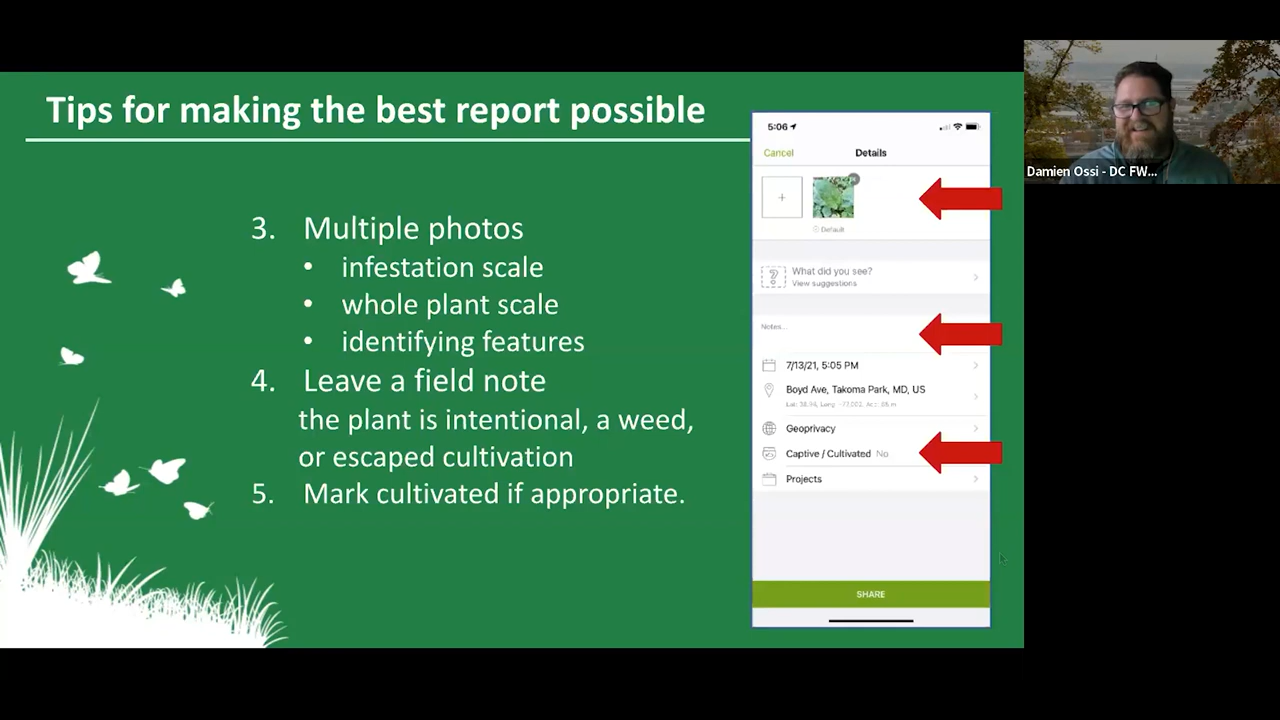 Tips for making the best report possible
3. Multiple photos
• infestation scale
• whole plant scale
• identifying features
4. Leave a field note
the plant is intentional, a weed,
or escaped cultivation
5. Mark cultivated if appropriate.
5:06
Cancel
Details
+
Default
?
What did you see?
View suggestions
Notes...
7/13/21, 5:05 PM
Boyd Ave, Takoma Park, MD, US
Geoprivacy
Captive / Cultivated No
Projects
SHARE
Damien Ossi - DC FW...